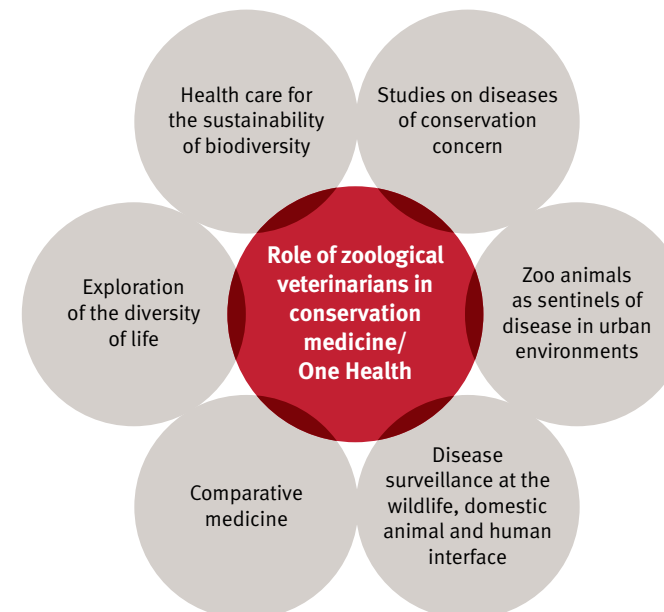 Health care for
the sustainability
of biodiversity
Studies on diseases
of conservation
concern
Role of zoological
veterinarians in
conservation
medicine/
One Health
Exploration
of the diversity
of life
Zoo animals
as sentinels of
disease in urban
environments
Comparative
medicine
Disease
surveillance at the
wildlife, domestic
animal and human
interface